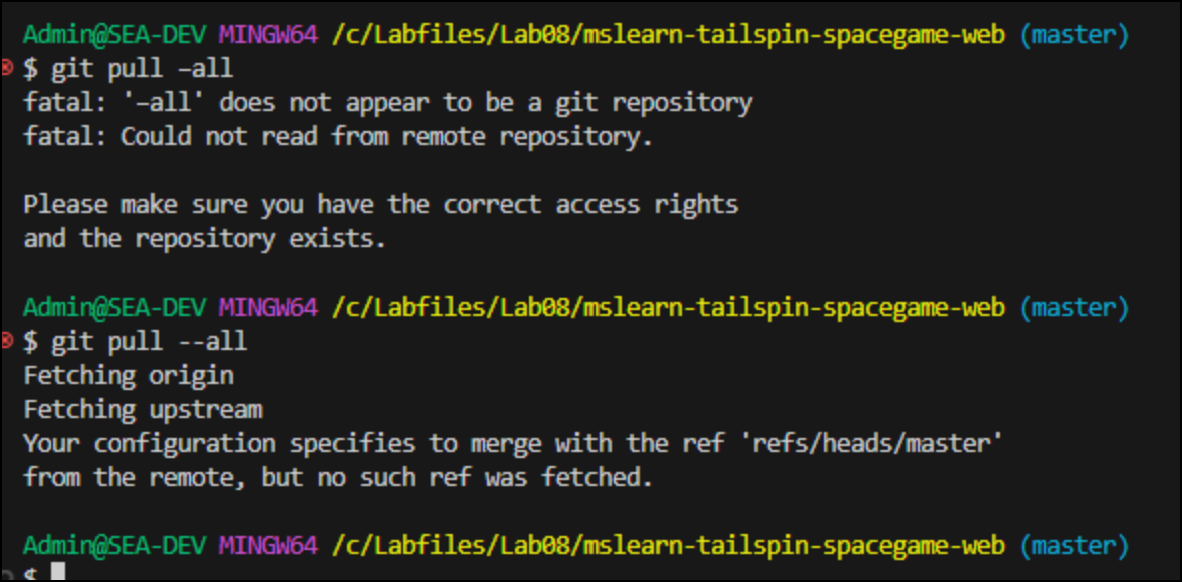 Admin@SEA-DEV MINGW64 /c/Labfiles/Lab08/mslearn-tailspin-spacegame-web (master)
$ git pull –all
fatal: '–all' does not appear to be a git repository
fatal: Could not read from remote repository.
Please make sure you have the correct access rights
and the repository exists.
Admin@SEA-DEV MINGW64 /c/Labfiles/Lab08/mslearn-tailspin-spacegame-web (master)
$ git pull --all
Fetching origin
Fetching upstream
Your configuration specifies to merge with the ref 'refs/heads/master'
from the remote, but no such ref was fetched.
Admin@SEA-DEV MINGW64 /c/Labfiles/Lab08/mslearn-tailspin-spacegame-web (master)
$